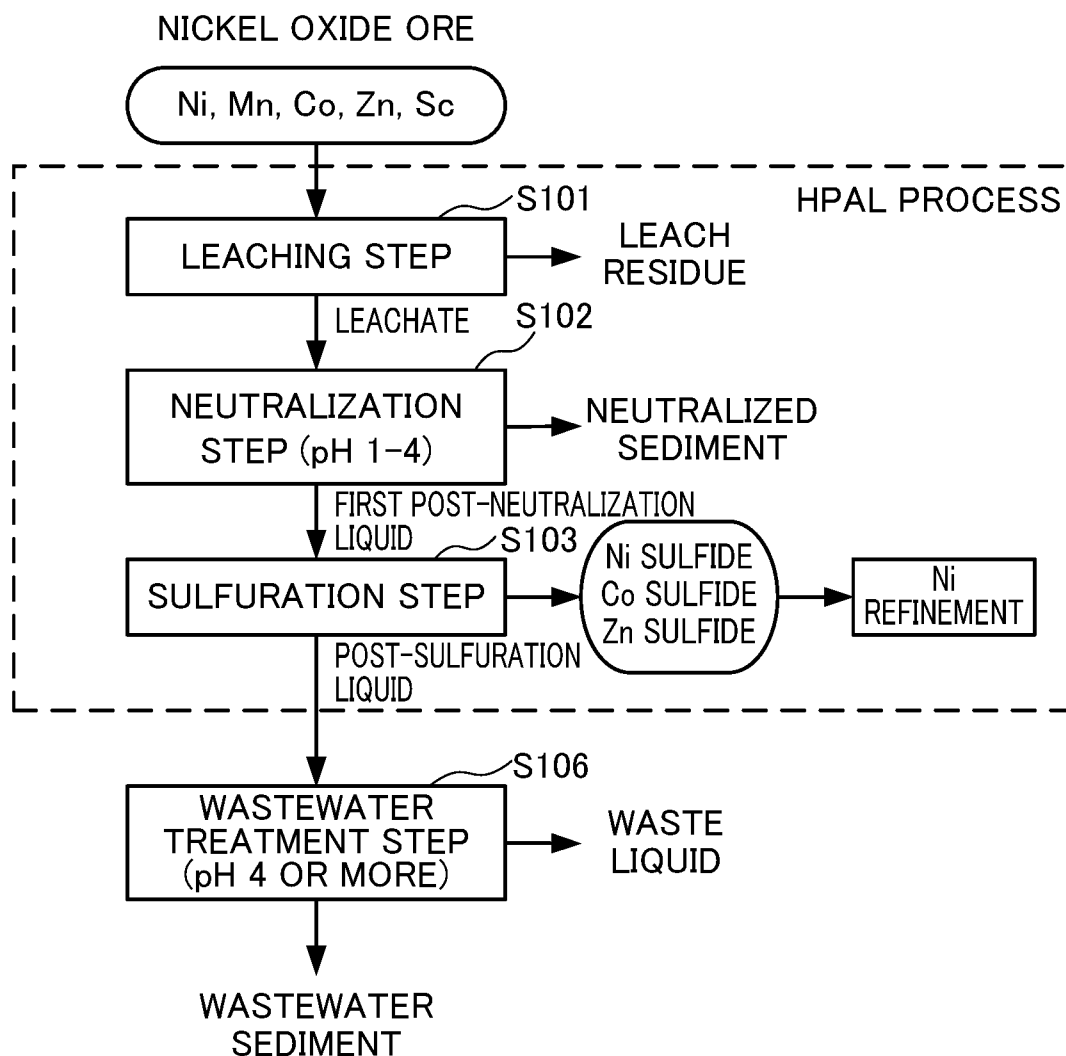 NICKEL OXIDE ORE
Ni, Mn, Co, Zn, Sc
HPAL PROCESS
S101
LEACHING STEP
LEACH
RESIDUE
LEACHATE
S102
NEUTRALIZATION
STEP (pH 1-4)
NEUTRALIZED
SEDIMENT
FIRST POST-NEUTRALIZATION
LIQUID
S103
SULFURATION STEP
Ni SULFIDE
Co SULFIDE
Zn SULFIDE
Ni
REFINEMENT
POST-SULFURATION
LIQUID
S106
WASTEWATER
TREATMENT STEP
(pH 4 OR MORE)
WASTE
LIQUID
WASTEWATER
SEDIMENT